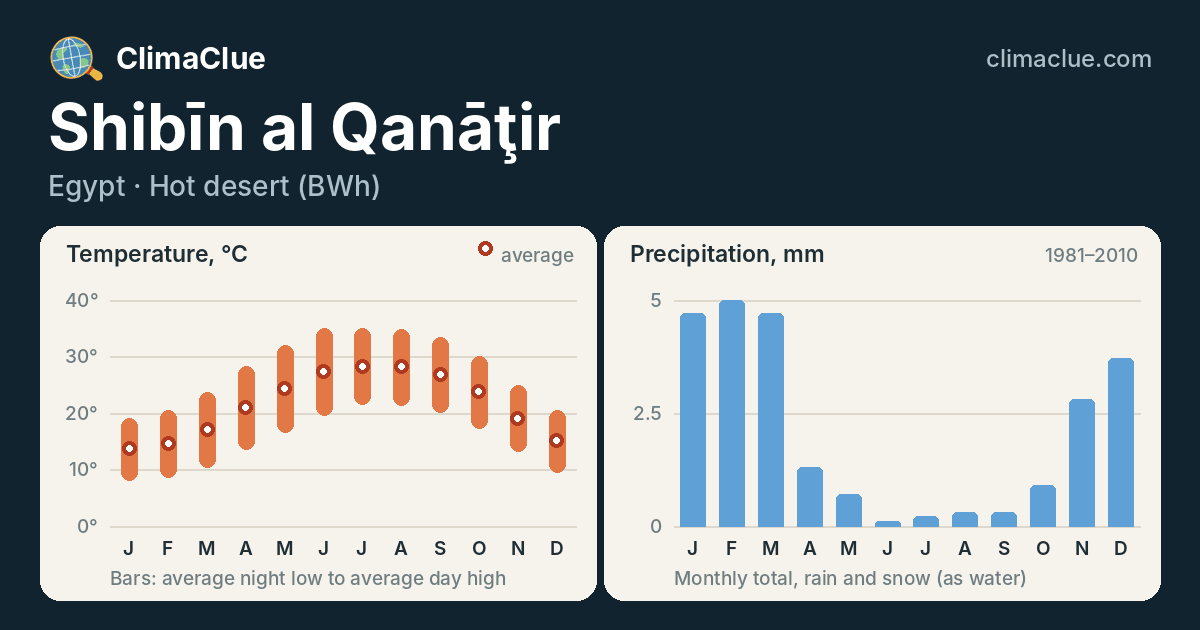 ClimaClue
climaclue.com
Shibīn al Qanāţir
Egypt · Hot desert (BWh)
Temperature, °C
average
40°
30°
20°
10°
0°
J F M A M J J A S O N D
Bars: average night low to average day high
Precipitation, mm
1981–2010
5
2.5
0
J F M A M J J A S O N D
Monthly total, rain and snow (as water)